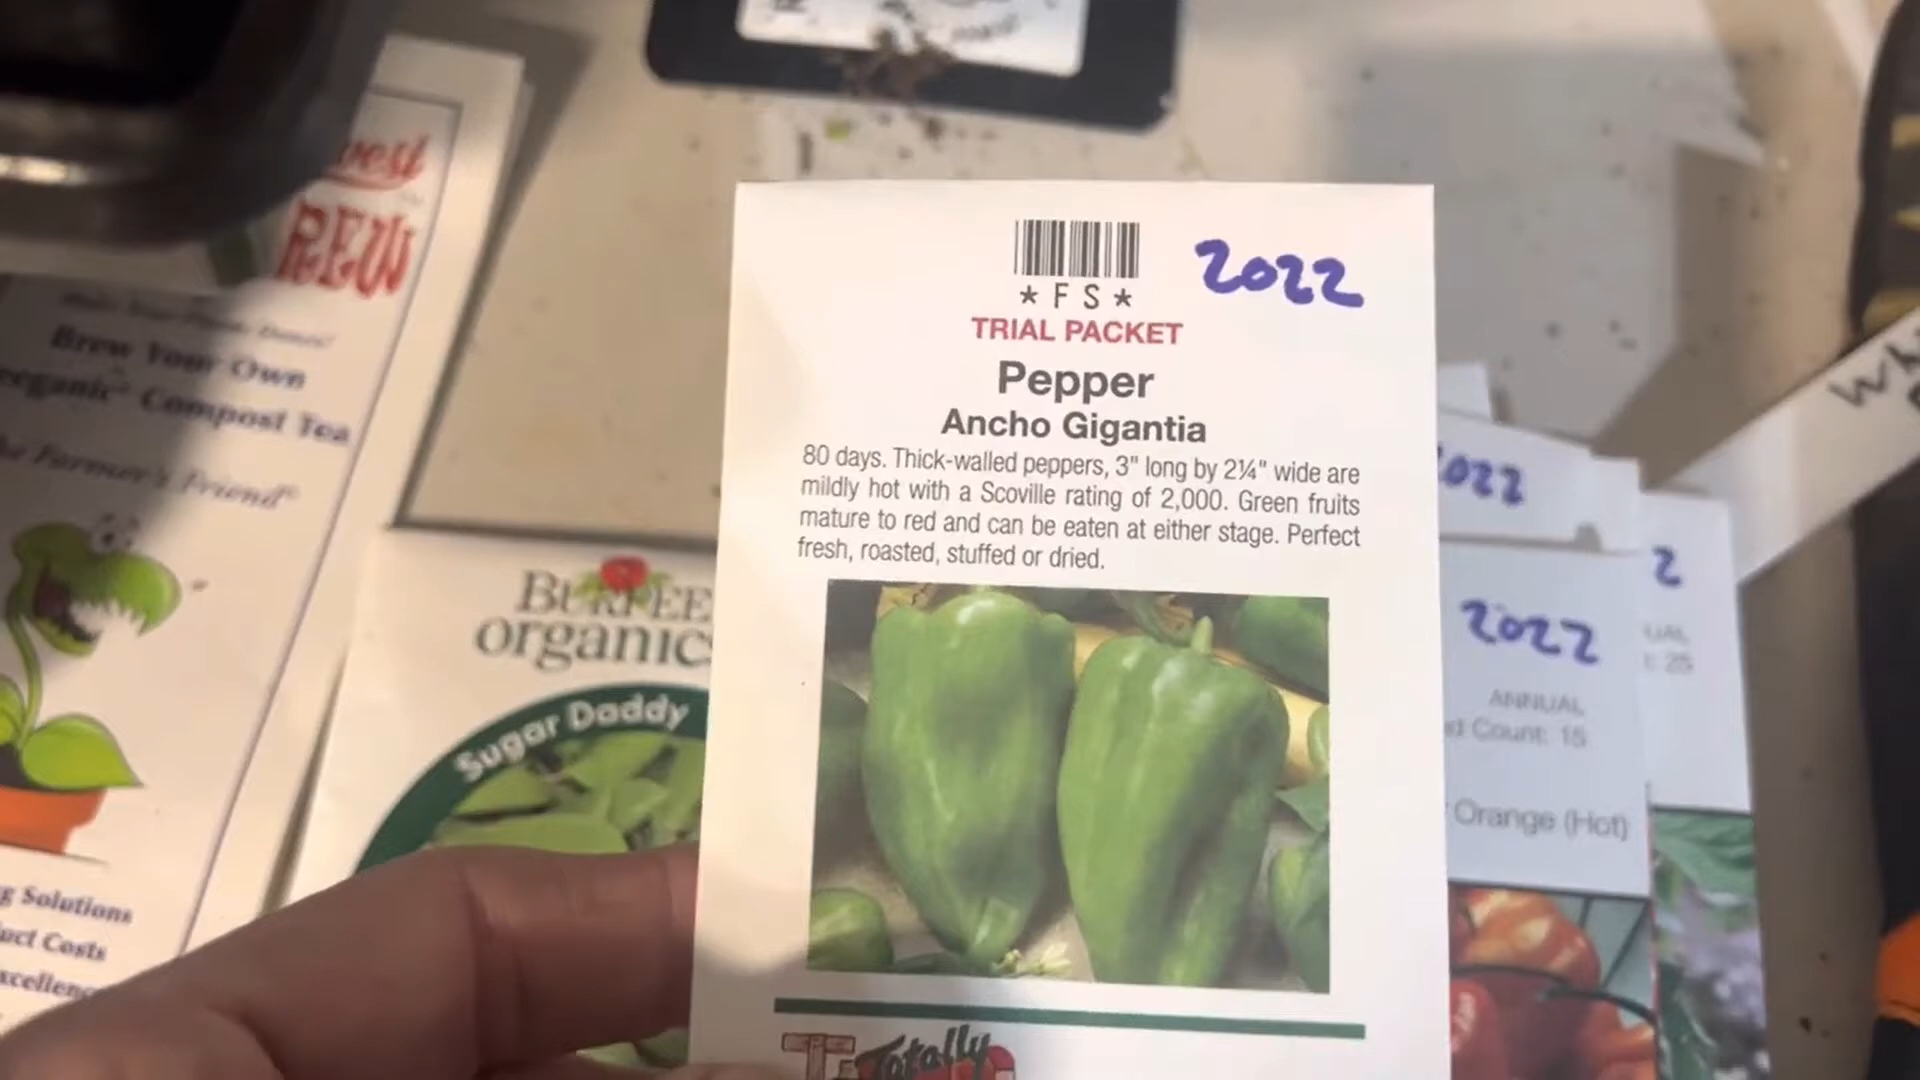 * F S *
2022
TRIAL PACKET
Pepper
Ancho Gigantia
80 days. Thick-walled peppers, 3" long by 2¼" wide are
mildly hot with a Scoville rating of 2,000. Green fruits
mature to red and can be eaten at either stage. Perfect
fresh, roasted, stuffed or dried.
Totally
REW
Brew Your Own
Compost Tea
Farmer's Friend
g Solutions
Costs
BURPEE
organic
Sugar Daddy
2022
2
2022
ANNUAL
Count: 15
Orange (Hot)
25